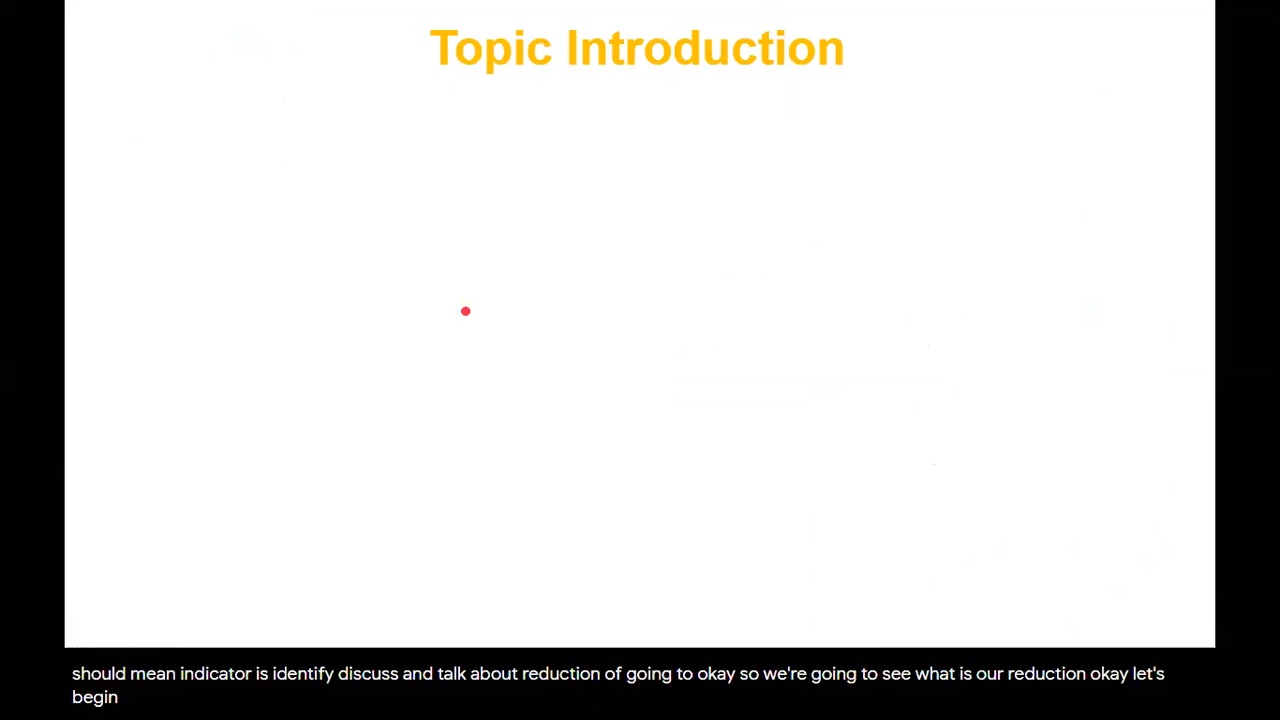 Topic Introduction
should mean indicator is identify discuss and talk about reduction of going to okay so we're going to see what is our reduction okay let's
begin